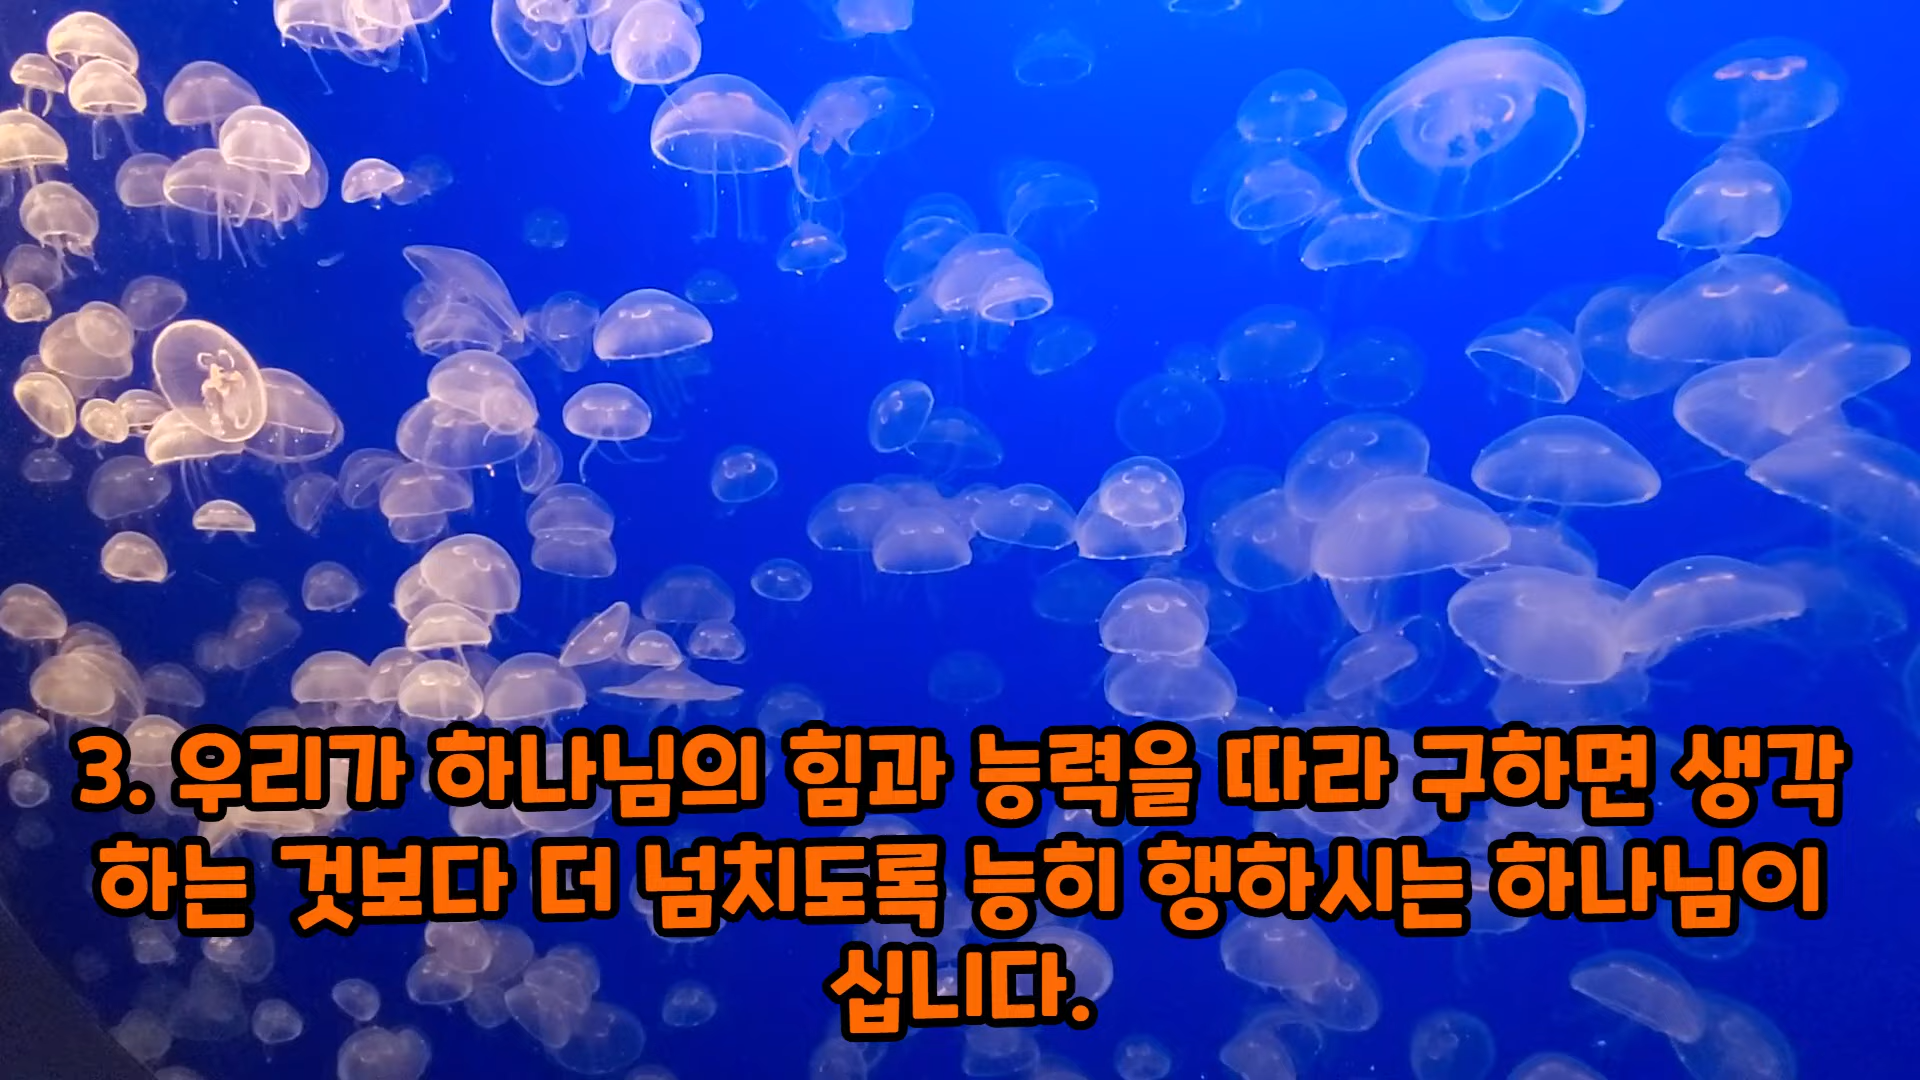 3. 우리가 하나님의 힘과 능력을 따라 구하면 생각
하는 것보다 더 넘치도록 능히 행하시는 하나님이
십니다.